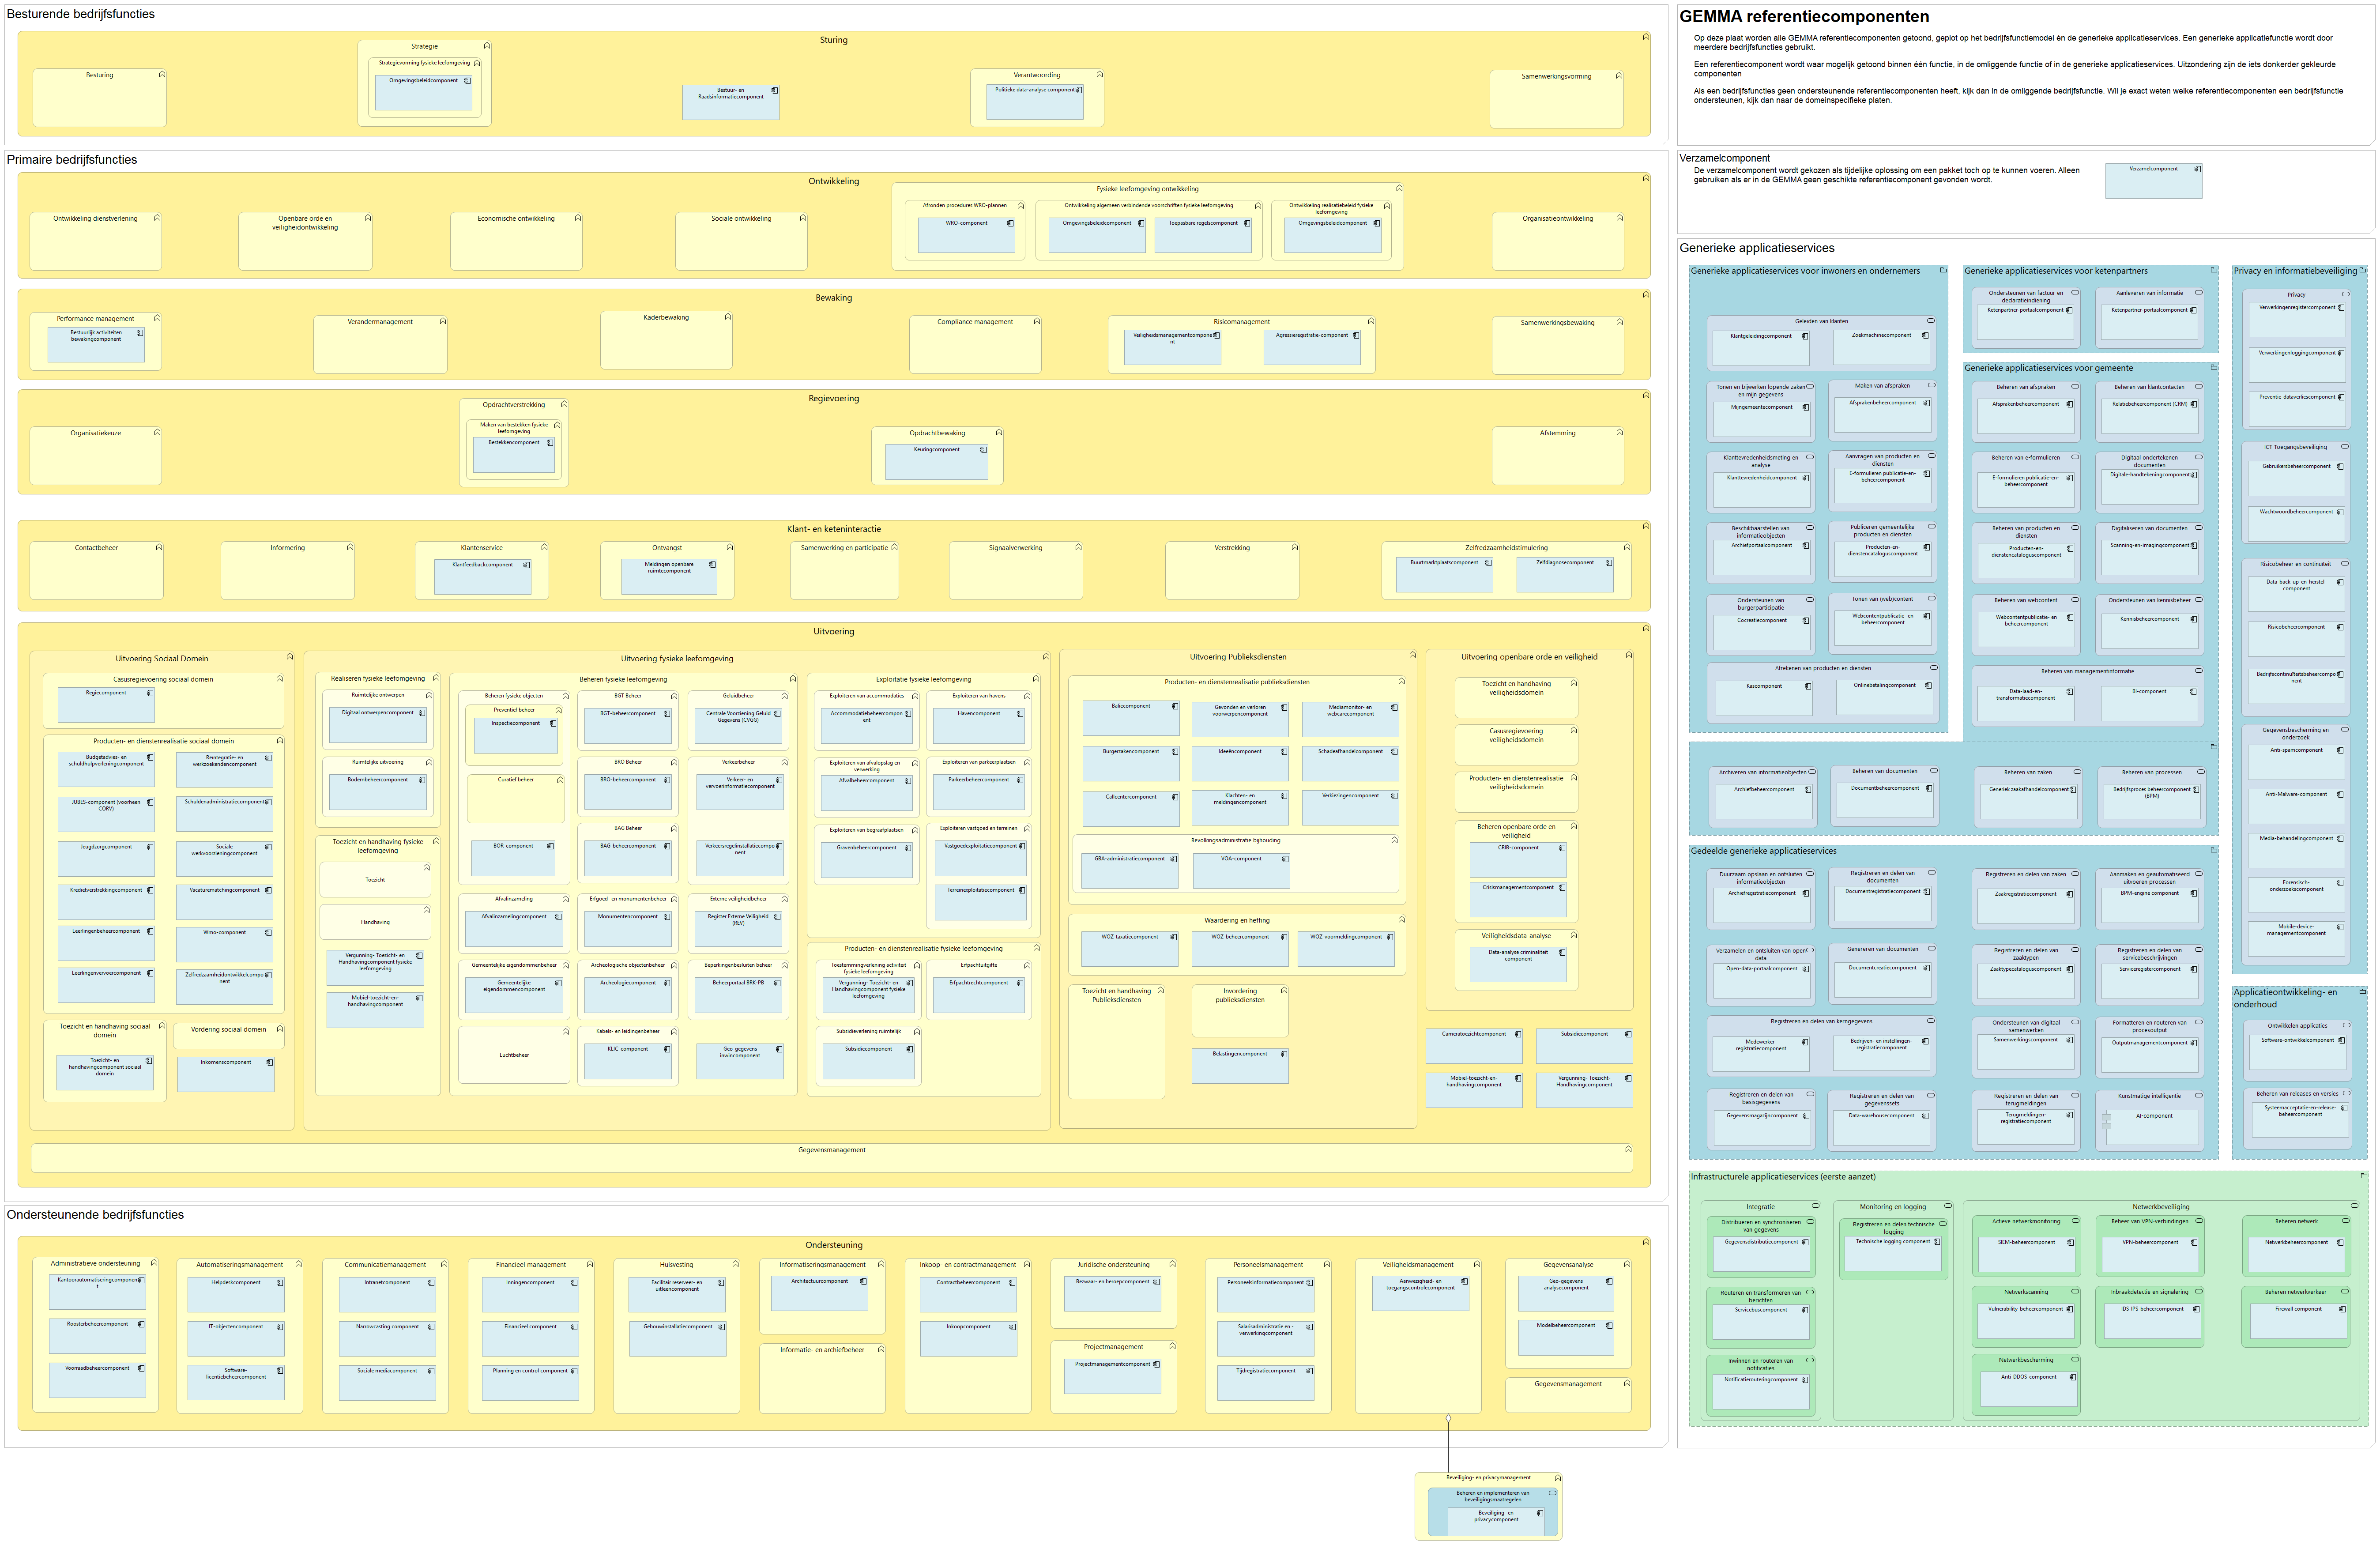 Besturende bedrijfsfuncties
Sturing
Besturing
Strategie
Strategievorming fysieke leefomgeving
Omgevingsbeleidcomponent
Bestuur- en
Raadsinformatiecomponent
Verantwoording
Politieke data-analyse component
Samenwerkingsvorming
Primaire bedrijfsfuncties
Ontwikkeling
Ontwikkeling dienstverlening
Openbare orde en
veiligheidontwikkeling
Economische ontwikkeling
Sociale ontwikkeling
Fysieke leefomgeving ontwikkeling
Afronden procedures WRO-plannen
WRO-component
Ontwikkeling algemeen verbindende voorschriften fysieke leefomgeving
Omgevingsbeleidcomponent
Toepasbare regelscomponent
Ontwikkeling realisatiebeleid fysieke
leefomgeving
Omgevingsbeleidcomponent
Organisatieontwikkeling
Bewaking
Performance management
Bestuurlijk activiteiten
bewakingcomponent
Verandermanagement
Kaderbewaking
Compliance management
Risicomanagement
Veiligheidsmanagementcompone
nt
Agressieregistratie-component
Samenwerkingsbewaking
Regievoering
Organisatiekeuze
Opdrachtverstrekking
Maken van bestekken fysieke
leefomgeving
Bestekkencomponent
Opdrachtbewaking
Keuringcomponent
Afstemming
Klant- en keteninteractie
Contactbeheer
Informering
Klantenservice
Klantfeedbackcomponent
Ontvangst
Meldingen openbare
ruimtecomponent
Samenwerking en participatie
Signaalverwerking
Verstrekking
Zelfredzaamheidstimulering
Buurtmarktplaatscomponent
Zelfdiagnosecomponent
Uitvoering
Uitvoering Sociaal Domein
Casusregievoering sociaal domein
Regiecomponent
Producten- en dienstenrealisatie sociaal domein
Budgetadvies- en
schuldhulpverleningcomponent
Reïntegratie- en
werkzoekendencomponent
JUBES-component (voorheen
CORV)
Schuldenadministratiecomponent
Jeugdzorgcomponent
Sociale
werkvoorzieningcomponent
Kredietverstrekkingcomponent
Vacaturematchingcomponent
Leerlingenbeheercomponent
Wmo-component
Leerlingenvervoercomponent
Zelfredzaamheidontwikkelcompo
nent
Toezicht en handhaving sociaal
domein
Toezicht- en
handhavingcomponent sociaal
domein
Vordering sociaal domein
Inkomenscomponent
Uitvoering fysieke leefomgeving
Realiseren fysieke leefomgeving
Ruimtelijke ontwerpen
Digitaal ontwerpencomponent
Ruimtelijke uitvoering
Bodembeheercomponent
Toezicht en handhaving fysieke
leefomgeving
Toezicht
Handhaving
Vergunning- Toezicht- en
Handhavingcomponent fysieke
leefomgeving
Mobiel-toezicht-en-
handhavingcomponent
Beheren fysieke leefomgeving
Beheren fysieke objecten
Preventief beheer
Inspectiecomponent
Curatief beheer
BOR-component
BGT Beheer
BGT-beheercomponent
Geluidbeheer
Centrale Voorziening Geluid
Gegevens (CVGG)
BRO Beheer
BRO-beheercomponent
Verkeerbeheer
Verkeer- en
vervoerinformatiecomponent
BAG Beheer
BAG-beheercomponent
Verkeersregelinstallatiecompo
nent
Afvalinzameling
Afvalinzamelingcomponent
Erfgoed- en monumentenbeheer
Monumentencomponent
Externe veiligheidbeheer
Register Externe Veiligheid
(REV)
Gemeentelijke eigendommenbeheer
Gemeentelijke
eigendommencomponent
Archeologische objectenbeheer
Archeologiecomponent
Beperkingenbesluiten beheer
Beheerportaal BRK-PB
Luchtbeheer
Kabels- en leidingenbeheer
KLIC-component
Geo-gegevens
inwincomponent
Exploitatie fysieke leefomgeving
Exploiteren van accommodaties
Accommodatiebeheercompon
ent
Exploiteren van havens
Havencomponent
Exploiteren van afvalopslag en -
verwerking
Afvalbeheercomponent
Exploiteren van parkeerplaatsen
Parkeerbeheercomponent
Exploiteren van begraafplaatsen
Gravenbeheercomponent
Exploiteren vastgoed en terreinen
Vastgoedexploitatiecomponent
Terreinexploitatiecomponent
Producten- en dienstenrealisatie fysieke leefomgeving
Toestemmingverlening activiteit
fysieke leefomgeving
Vergunning- Toezicht- en
Handhavingcomponent fysieke
leefomgeving
Erfpachtuitgifte
Erfpachtrechtcomponent
Subsidieverlening ruimtelijk
Subsidiecomponent
Uitvoering Publieksdiensten
Producten- en dienstenrealisatie publieksdiensten
Baliecomponent
Gevonden en verloren
voorwerpencomponent
Mediamonitor- en
webcarecomponent
Burgerzakencomponent
Ideeëncomponent
Schadeafhandelcomponent
Callcentercomponent
Klachten- en
meldingencomponent
Verkiezingencomponent
Bevolkingsadministratie bijhouding
GBA-administratiecomponent
VOA-component
Waardering en heffing
WOZ-taxatiecomponent
WOZ-beheercomponent
WOZ-voormeldingcomponent
Toezicht en handhaving
Publieksdiensten
Invordering
publieksdiensten
Belastingencomponent
Uitvoering openbare orde en veiligheid
Toezicht en handhaving
veiligheidsdomein
Casusregievoering
veiligheidsdomein
Producten- en dienstenrealisatie
veiligheidsdomein
Beheren openbare orde en
veiligheid
CRIB-component
Crisismanagementcomponent
Veiligheidsdata-analyse
Data-analyse criminaliteit
component
Cameratoezichtcomponent
Subsidiecomponent
Mobiel-toezicht-en-
handhavingcomponent
Vergunning- Toezicht-
Handhavingcomponent
Gegevensmanagement
Ondersteunende bedrijfsfuncties
Ondersteuning
Administratieve ondersteuning
Kantoorautomatiseringcomponen
t
Roosterbeheercomponent
Voorraadbeheercomponent
Automatiseringsmanagement
Helpdeskcomponent
IT-objectencomponent
Software-
licentiebeheercomponent
Communicatiemanagement
Intranetcomponent
Narrowcasting component
Sociale mediacomponent
Financieel management
Inningencomponent
Financieel component
Planning en control component
Huisvesting
Facilitair reserveer- en
uitleencomponent
Gebouwinstallatiecomponent
Informatiseringsmanagement
Architectuurcomponent
Informatie- en archiefbeheer
Inkoop- en contractmanagement
Contractbeheercomponent
Inkoopcomponent
Juridische ondersteuning
Bezwaar- en beroepcomponent
Projectmanagement
Projectmanagementcomponent
Personeelsmanagement
Personeelsinformatiecomponent
Salarisadministratie en -
verwerkingcomponent
Tijdregistratiecomponent
Veiligheidsmanagement
Aanwezigheid- en
toegangscontrolecomponent
Gegevensanalyse
Geo-gegevens
analysecomponent
Modelbeheercomponent
Gegevensmanagement
Beveiliging- en privacymanagement
Beheren en implementeren van
beveiligingsmaatregelen
Beveiliging- en
privacycomponent
GEMMA referentiecomponenten
Op deze plaat worden alle GEMMA referentiecomponenten getoond, geplot op het bedrijfsfunctiemodel én de generieke applicatieservices. Een generieke applicatiefunctie wordt door
meerdere bedrijfsfuncties gebruikt.
Een referentiecomponent wordt waar mogelijk getoond binnen één functie, in de omliggende functie of in de generieke applicatieservices. Uitzondering zijn de iets donkerder gekleurde
componenten
Als een bedrijfsfuncties geen ondersteunende referentiecomponenten heeft, kijk dan in de omliggende bedrijfsfunctie. Wil je exact weten welke referentiecomponenten een bedrijfsfunctie
ondersteunen, kijk dan naar de domeinspecifieke platen.
Verzamelcomponent
De verzamelcomponent wordt gekozen als tijdelijke oplossing om een pakket toch op te kunnen voeren. Alleen
gebruiken als er in de GEMMA geen geschikte referentiecomponent gevonden wordt.
Verzamelcomponent
Generieke applicatieservices
Generieke applicatieservices voor inwoners en ondernemers
Geleiden van klanten
Klantgeleidingcomponent
Zoekmachinecomponent
Tonen en bijwerken lopende zaken
en mijn gegevens
Mijngemeentecomponent
Maken van afspraken
Afsprakenbeheercomponent
Klanttevredenheidsmeting en
analyse
Klanttevredenheidcomponent
Aanvragen van producten en
diensten
E-formulieren publicatie-en-
beheercomponent
Beschikbaarstellen van
informatieobjecten
Archiefportaalcomponent
Publiceren gemeentelijke
producten en diensten
Producten-en-
dienstencataloguscomponent
Ondersteunen van
burgerparticipatie
Cocreatiecomponent
Tonen van (web)content
Webcontentpublicatie- en
beheercomponent
Afrekenen van producten en diensten
Kascomponent
Onlinebetalingcomponent
Generieke applicatieservices voor ketenpartners
Ondersteunen van factuur en
declaratieindiening
Ketenpartner-portaalcomponent
Aanleveren van informatie
Ketenpartner-portaalcomponent
Generieke applicatieservices voor gemeente
Beheren van afspraken
Afsprakenbeheercomponent
Beheren van klantcontacten
Relatiebeheercomponent (CRM)
Beheren van e-formulieren
E-formulieren publicatie-en-
beheercomponent
Digitaal ondertekenen
documenten
Digitale-handtekeningcomponent
Beheren van producten en
diensten
Producten-en-
dienstencataloguscomponent
Digitaliseren van documenten
Scanning-en-imagingcomponent
Beheren van webcontent
Webcontentpublicatie- en
beheercomponent
Ondersteunen van kennisbeheer
Kennisbeheercomponent
Beheren van managementinformatie
Data-laad-en-
transformatiecomponent
BI-component
Archiveren van informatieobjecten
Archiefbeheercomponent
Beheren van documenten
Documentbeheercomponent
Beheren van zaken
Generiek zaakafhandelcomponent
Beheren van processen
Bedrijfsproces beheercomponent
(BPM)
Gedeelde generieke applicatieservices
Duurzaam opslaan en ontsluiten
informatieobjecten
Archiefregistratiecomponent
Registreren en delen van
documenten
Documentregistratiecomponent
Registreren en delen van zaken
Zaakregistratiecomponent
Aanmaken en geautomatiseerd
uitvoeren processen
BPM-engine component
Verzamelen en ontsluiten van open
data
Open-data-portaalcomponent
Genereren van documenten
Documentcreatiecomponent
Registreren en delen van
zaaktypen
Zaaktypecataloguscomponent
Registreren en delen van
servicebeschrijvingen
Serviceregistercomponent
Registreren en delen van kerngegevens
Medewerker-
registratiecomponent
Bedrijven- en instellingen-
registratiecomponent
Ondersteunen van digitaal
samenwerken
Samenwerkingscomponent
Formatteren en routeren van
procesoutput
Outputmanagementcomponent
Registreren en delen van
basisgegevens
Gegevensmagazijncomponent
Registreren en delen van
gegevenssets
Data-warehousecomponent
Registreren en delen van
terugmeldingen
Terugmeldingen-
registratiecomponent
Kunstmatige intelligentie
AI-component
Privacy en informatiebeveiliging
Privacy
Verwerkingenregistercomponent
Verwerkingenloggingcomponent
Preventie-dataverliescomponent
ICT Toegangsbeveiliging
Gebruikersbeheercomponent
Wachtwoordbeheercomponent
Risicobeheer en continuïteit
Data-back-up-en-herstel-
component
Risicobeheercomponent
Bedrijfscontinuïteitsbeheercompo
nent
Gegevensbescherming en
onderzoek
Anti-spamcomponent
Anti-Malware-component
Media-behandelingcomponent
Forensisch-
onderzoekscomponent
Mobile-device-
managementcomponent
Applicatieontwikkeling- en
onderhoud
Ontwikkelen applicaties
Software-ontwikkelcomponent
Beheren van releases en versies
Systeemacceptatie-en-release-
beheercomponent
Infrastructurele applicatieservices (eerste aanzet)
Integratie
Distribueren en synchroniseren
van gegevens
Gegevensdistributiecomponent
Routeren en transformeren van
berichten
Servicebuscomponent
Inwinnen en routeren van
notificaties
Notificatierouteringcomponent
Monitoring en logging
Registreren en delen technische
logging
Technische logging component
Netwerkbeveiliging
Actieve netwerkmonitoring
SIEM-beheercomponent
Beheer van VPN-verbindingen
VPN-beheercomponent
Beheren netwerk
Netwerkbeheercomponent
Netwerkscanning
Vulnerability-beheercomponent
Inbraakdetectie en signalering
IDS-IPS-beheercomponent
Beheren netwerkverkeer
Firewall component
Netwerkbescherming
Anti-DDOS-component